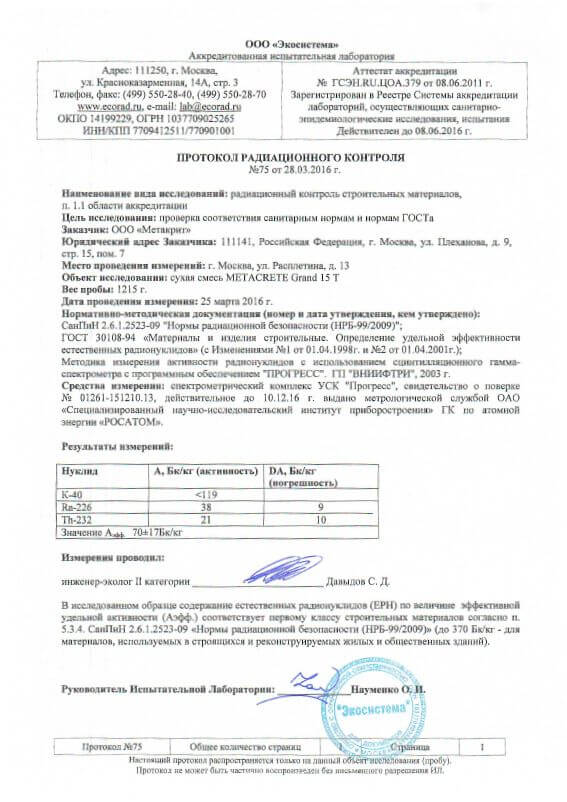 ООО «Экосистема»
Аккредитованная испытательная лаборатория
Адрес: 111250, г. Москва,
ул. Красноказарменная, 14А, стр. 3
Телефон, факс: (499) 550-28-40, (499) 550-28-70
www.ecorad.ru, e-mail: lab@ecorad.ru
ОКПО 14199229, ОГРН 1037709025265
ИНН/КПП 7709412511/770901001
Аттестат аккредитации
№ ГСЭН.RU.ЦОА.379 от 08.06.2011 г.
Зарегистрирован в Реестре Системы аккредитации
лабораторий, осуществляющих санитарно-
эпидемиологические исследования, испытания
Действителен до 08.06.2016 г.
ПРОТОКОЛ РАДИАЦИОННОГО КОНТРОЛЯ
№75 от 28.03.2016 г.
Наименование вида исследований: радиационный контроль строительных материалов,
п. 1.1 области аккредитации
Цель исследования: проверка соответствия санитарным нормам и нормам ГОСТа
Заказчик: ООО «Метакрит»
Юридический адрес Заказчика: 111141, Российская Федерация, г. Москва, ул. Плеханова, д. 9,
стр. 15, пом. 7
Место проведения измерений: г. Москва, ул. Расплетина, д. 13
Объект исследования: сухая смесь METACRETE Grand 15 T
Вес пробы: 1215 г.
Дата проведения измерения: 25 марта 2016 г.
Нормативно-методическая документация (номер и дата утверждения, кем утверждено):
СанПиН 2.6.1.2523-09 "Нормы радиационной безопасности (НРБ-99/2009)";
ГОСТ 30108-94 «Материалы и изделия строительные. Определение удельной эффективности
естественных радионуклидов» (с Изменениями №1 от 01.04.1998г. и №2 от 01.04.2001г.);
Методика измерения активности радионуклидов с использованием сцинтилляционного гамма-
спектрометра с программным обеспечением "ПРОГРЕСС". ГП "ВНИИФТРИ", 2003 г.
Средства измерения: спектрометрический комплекс УСК "Прогресс", свидетельство о поверке
№ 01261-151210.13, действительное до 10.12.16 г. выдано метрологической службой ОАО
«Специализированный научно-исследовательский институт приборостроения» ГК по атомной
энергии «РОСАТОМ».
Результаты измерений:
Нуклид A, Бк/кг (активность) DA, Бк/кг (погрешность)
K-40 <119
Ra-226 38 9
Th-232 21 10
Значение Аэфф. 70±17Бк/кг
Измерения проводил:
инженер-эколог II категории Давыдов С. Д.
В исследованном образце содержание естественных радионуклидов (ЕРН) по величине эффективной
удельной активности (Аэфф.) соответствует первому классу строительных материалов согласно п.
5.3.4. СанПиН 2.6.1.2523-09 «Нормы радиационной безопасности (НРБ-99/2009)» (до 370 Бк/кг - для
материалов, используемых в строящихся и реконструируемых жилых и общественных зданий).
Руководитель Испытательной Лаборатории: Науменко О. И.
"Экосистема"
Протокол №75 Общее количество страниц 1 Страница 1
Настоящий протокол распространяется только на данный объект исследования (пробу).
Протокол не может быть частично воспроизведен без письменного разрешения ИЛ.